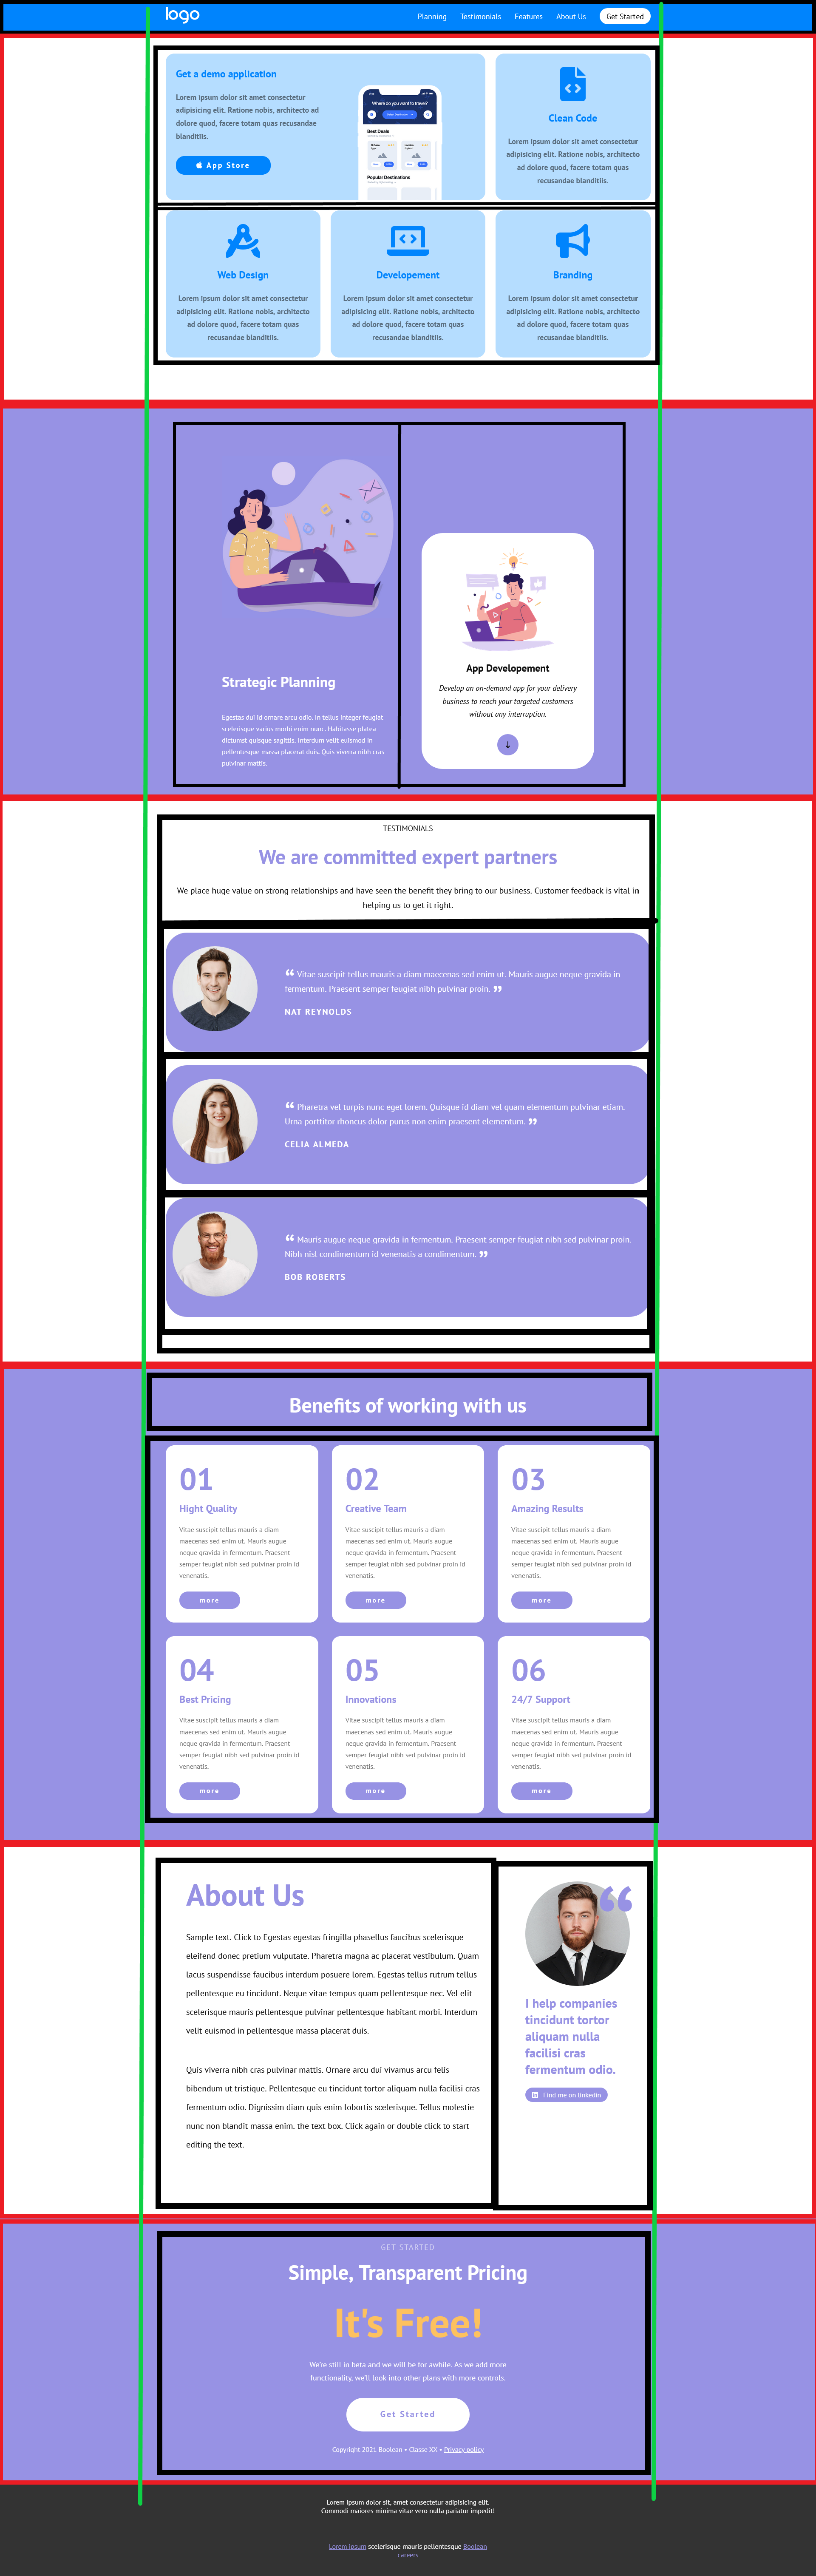 logo
Planning Testimonials Features About Us Get Started
Get a demo application
Lorem ipsum dolor sit amet consectetur
adipisicing elit. Ratione nobis, architecto ad
dolore quod, facere totam quas recusandae
blanditiis.
App Store
Where do you want to travel?
Best Deals
Popular Destinations
Clean Code
Lorem ipsum dolor sit amet consectetur
adipisicing elit. Ratione nobis, architecto
ad dolore quod, facere totam quas
recusandae blanditiis.
Web Design
Lorem ipsum dolor sit amet consectetur
adipisicing elit. Ratione nobis, architecto
ad dolore quod, facere totam quas
recusandae blanditiis.
Developement
Lorem ipsum dolor sit amet consectetur
adipisicing elit. Ratione nobis, architecto
ad dolore quod, facere totam quas
recusandae blanditiis.
Branding
Lorem ipsum dolor sit amet consectetur
adipisicing elit. Ratione nobis, architecto
ad dolore quod, facere totam quas
recusandae blanditiis.
Strategic Planning
Egestas dui id ornare arcu odio. In tellus integer feugiat
scelerisque varius morbi enim nunc. Habitasse platea
dictumst quisque sagittis. Interdum velit euismod in
pellentesque massa placerat duis. Quis viverra nibh cras
pulvinar mattis.
App Developement
Develop an on-demand app for your delivery
business to reach your targeted customers
without any interruption.
TESTIMONIALS
We are committed expert partners
We place huge value on strong relationships and have seen the benefit they bring to our business. Customer feedback is vital in
helping us to get it right.
“ Vitae suscipit tellus mauris a diam maecenas sed enim ut. Mauris augue neque gravida in
fermentum. Praesent semper feugiat nibh pulvinar proin. ”
NAT REYNOLDS
“ Pharetra vel turpis nunc eget lorem. Quisque id diam vel quam elementum pulvinar etiam.
Urna porttitor rhoncus dolor purus non enim praesent elementum. ”
CELIA ALMEDA
“ Mauris augue neque gravida in fermentum. Praesent semper feugiat nibh sed pulvinar proin.
Nibh nisl condimentum id venenatis a condimentum. ”
BOB ROBERTS
Benefits of working with us
01
Hight Quality
Vitae suscipit tellus mauris a diam
maecenas sed enim ut. Mauris augue
neque gravida in fermentum. Praesent
semper feugiat nibh sed pulvinar proin id
venenatis.
more
02
Creative Team
Vitae suscipit tellus mauris a diam
maecenas sed enim ut. Mauris augue
neque gravida in fermentum. Praesent
semper feugiat nibh sed pulvinar proin id
venenatis.
more
03
Amazing Results
Vitae suscipit tellus mauris a diam
maecenas sed enim ut. Mauris augue
neque gravida in fermentum. Praesent
semper feugiat nibh sed pulvinar proin id
venenatis.
more
04
Best Pricing
Vitae suscipit tellus mauris a diam
maecenas sed enim ut. Mauris augue
neque gravida in fermentum. Praesent
semper feugiat nibh sed pulvinar proin id
venenatis.
more
05
Innovations
Vitae suscipit tellus mauris a diam
maecenas sed enim ut. Mauris augue
neque gravida in fermentum. Praesent
semper feugiat nibh sed pulvinar proin id
venenatis.
more
06
24/7 Support
Vitae suscipit tellus mauris a diam
maecenas sed enim ut. Mauris augue
neque gravida in fermentum. Praesent
semper feugiat nibh sed pulvinar proin id
venenatis.
more
About Us
Sample text. Click to Egestas egestas fringilla phasellus faucibus scelerisque
eleifend donec pretium vulputate. Pharetra magna ac placerat vestibulum. Quam
lacus suspendisse faucibus interdum posuere lorem. Egestas tellus rutrum tellus
pellentesque eu tincidunt. Neque vitae tempus quam pellentesque nec. Vel elit
scelerisque mauris pellentesque pulvinar pellentesque habitant morbi. Interdum
velit euismod in pellentesque massa placerat duis.
Quis viverra nibh cras pulvinar mattis. Ornare arcu dui vivamus arcu felis
bibendum ut tristique. Pellentesque eu tincidunt tortor aliquam nulla facilisi cras
fermentum odio. Dignissim diam quis enim lobortis scelerisque. Tellus molestie
nunc non blandit massa enim. the text box. Click again or double click to start
editing the text.
“
I help companies
tincidunt tortor
aliquam nulla
facilisi cras
fermentum odio.
Find me on linkedin
GET STARTED
Simple, Transparent Pricing
It's Free!
We're still in beta and we will be for awhile. As we add more
functionality, we'll look into other plans with more controls.
Get Started
Copyright 2021 Boolean • Classe XX • Privacy policy
Lorem ipsum dolor sit, amet consectetur adipisicing elit.
Commodi maiores minima vitae vero nulla pariatur impedit!
Lorem ipsum scelerisque mauris pellentesque Boolean
careers